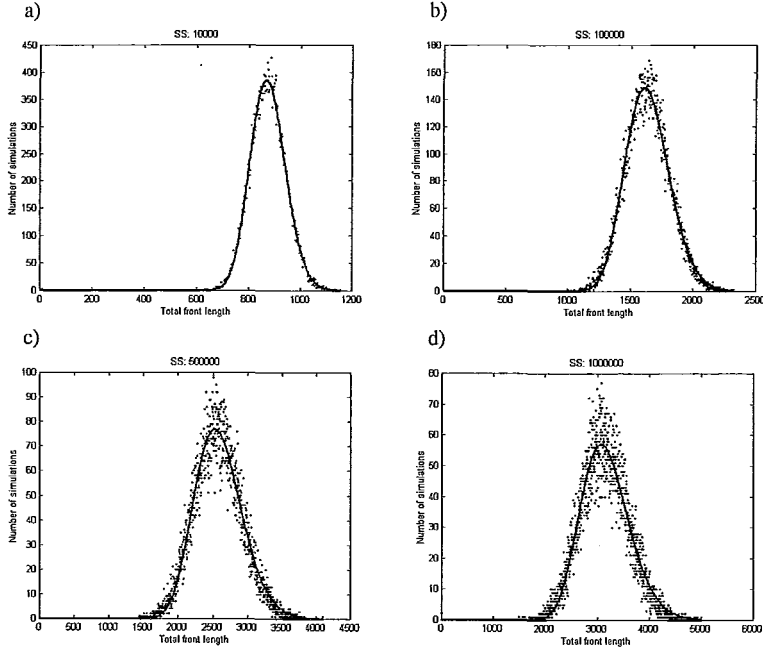 a)
SS: 10000
450
400
350
300
250
200
150
100
50
0
Number of simulations
0 200 400 600 800 1000 1200
Total front length
b)
SS: 100000
180
160
140
120
100
80
60
40
20
0
Number of simulations
0 500 1000 1500 2000 2500
Total front length
c)
SS: 500000
100
90
80
70
60
50
40
30
20
10
0
Number of simulations
0 500 1000 1500 2000 2500 3000 3500 4000 4500
Total front length
d)
SS: 1000000
80
70
60
50
40
30
20
10
0
Number of simulations
0 1000 2000 3000 4000 5000 6000
Total front length